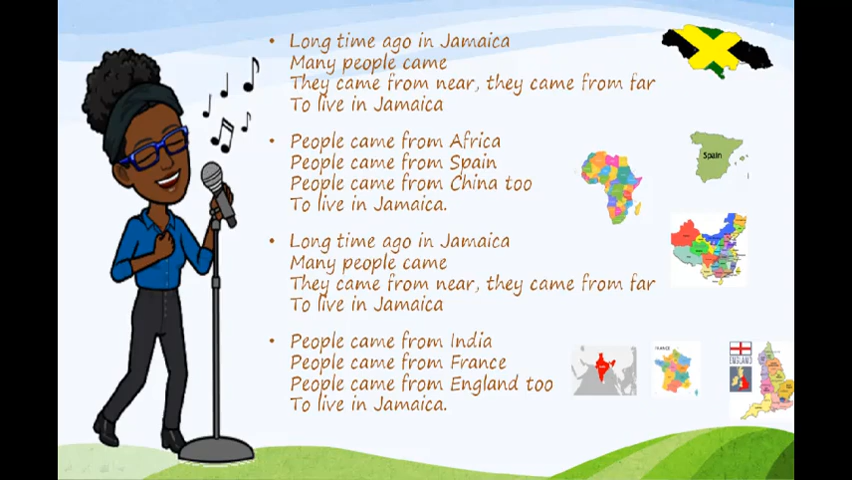 Long time ago in Jamaica
Many people came
They came from near, they came from far
To live in Jamaica
People came from Africa
People came from Spain
People came from China too
To live in Jamaica.
Spain
Long time ago in Jamaica
Many people came
They came from near, they came from far
To live in Jamaica
People came from India
People came from France
People came from England too
To live in Jamaica.
FRANCE
ENGLAND